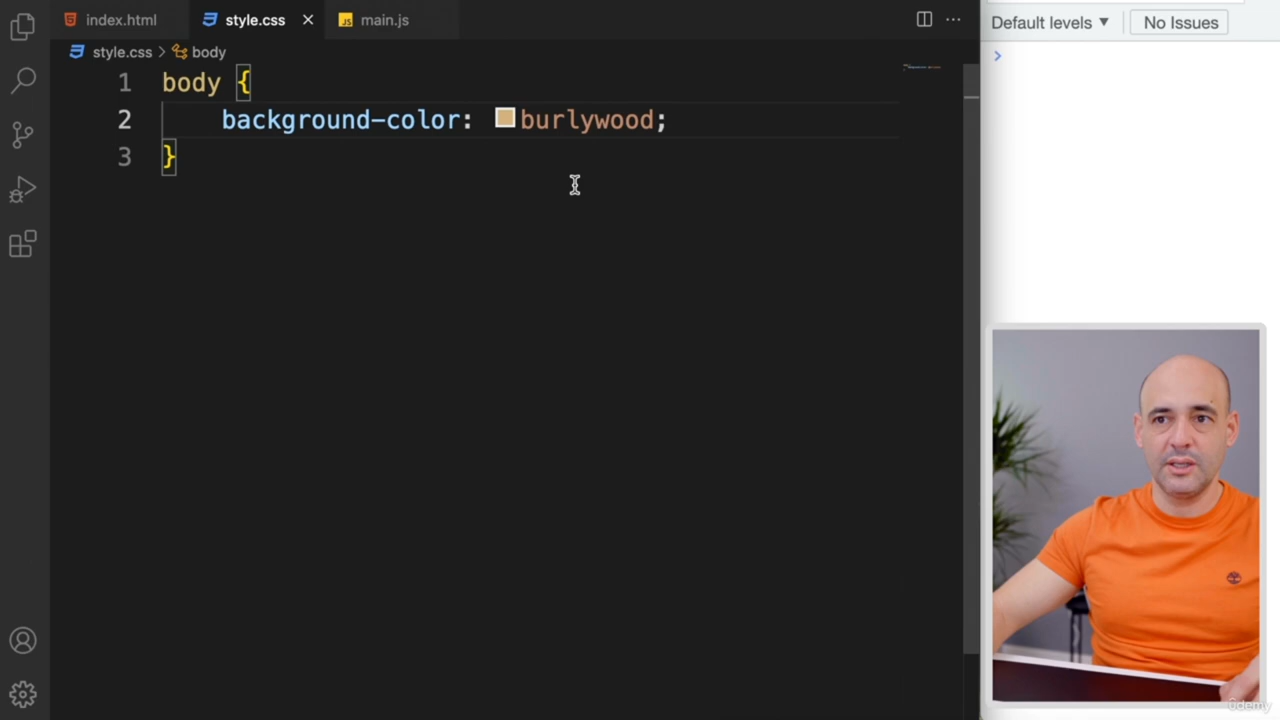 index.html
style.css
main.js
style.css > body
1 body {
2 background-color: burlywood;
3 }
Default levels ▼
No Issues
>
ûdemy